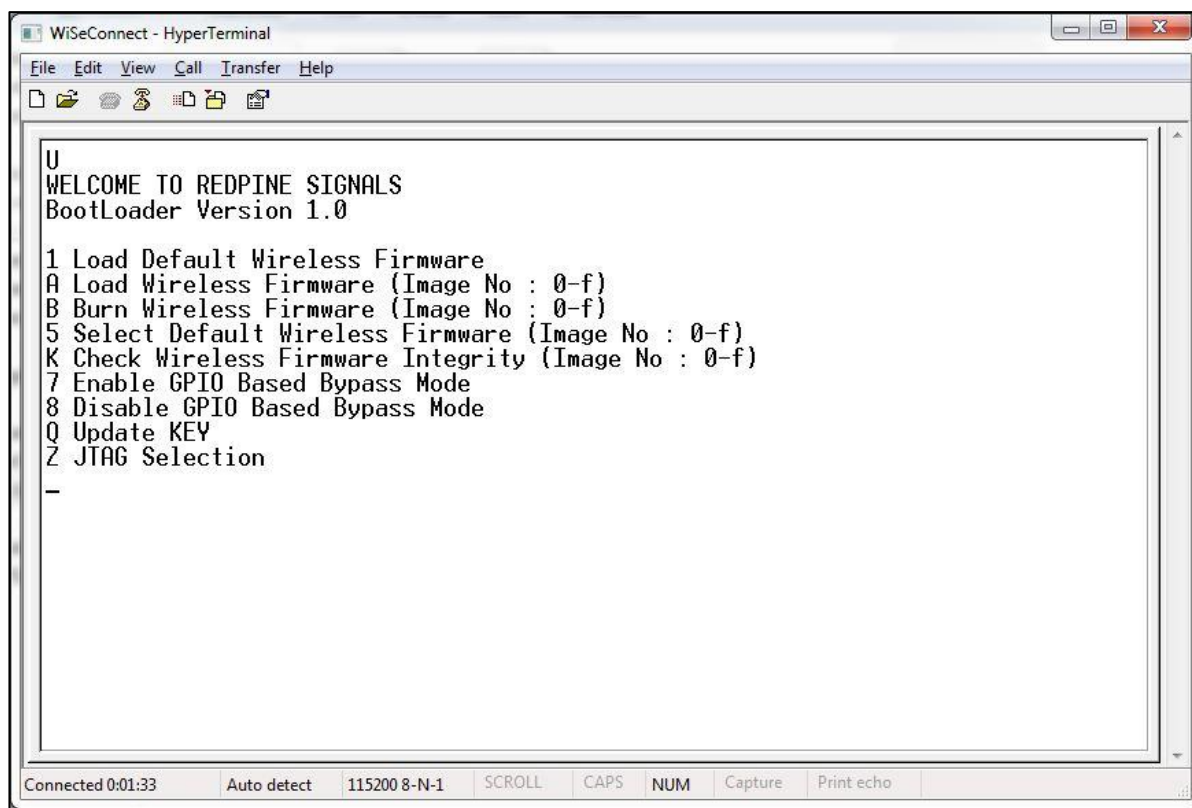 WiSeConnect - HyperTerminal
File Edit View Call Transfer Help
U
WELCOME TO REDPINE SIGNALS
BootLoader Version 1.0
1 Load Default Wireless Firmware
A Load Wireless Firmware (Image No : 0-f)
B Burn Wireless Firmware (Image No : 0-f)
5 Select Default Wireless Firmware (Image No : 0-f)
K Check Wireless Firmware Integrity (Image No : 0-f)
7 Enable GPIO Based Bypass Mode
8 Disable GPIO Based Bypass Mode
Q Update KEY
Z JTAG Selection
_
Connected 0:01:33 Auto detect 115200 8-N-1 SCROLL CAPS NUM Capture Print echo